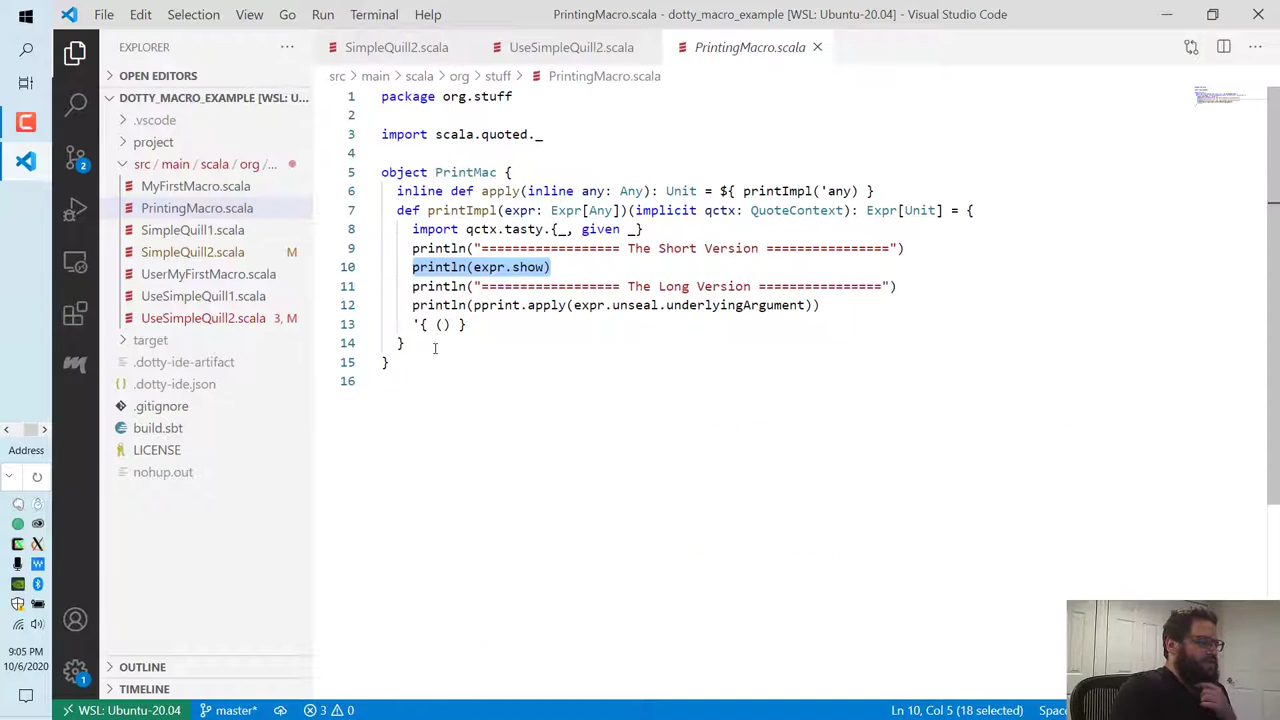 File Edit Selection View Go Run Terminal Help PrintingMacro.scala - dotty_macro_example [WSL: Ubuntu-20.04] - Visual Studio Code
EXPLORER
SimpleQuill2.scala UseSimpleQuill2.scala PrintingMacro.scala
OPEN EDITORS
src > main > scala > org > stuff > PrintingMacro.scala
DOTTY_MACRO_EXAMPLE [WSL: U...
.vscode
project
src / main / scala / org /...
MyFirstMacro.scala
PrintingMacro.scala
SimpleQuill1.scala
SimpleQuill2.scala M
UserMyFirstMacro.scala
UseSimpleQuill1.scala
UseSimpleQuill2.scala 3, M
target
.dotty-ide-artifact
.dotty-ide.json
.gitignore
build.sbt
LICENSE
nohup.out
OUTLINE
TIMELINE
1 package org.stuff
2
3 import scala.quoted._
4
5 object PrintMac {
6 inline def apply(inline any: Any): Unit = ${ printImpl('any) }
7 def printImpl(expr: Expr[Any])(implicit qctx: QuoteContext): Expr[Unit] = {
8 import qctx.tasty.{_, given _}
9 println("================== The Short Version ================")
10 println(expr.show)
11 println("================== The Long Version ================")
12 println(pprint.apply(expr.unseal.underlyingArgument))
13 '{ () }
14 }
15 }
16
2
1
Address
9:05 PM
10/6/2020
WSL: Ubuntu-20.04 master* 3 0 Ln 10, Col 5 (18 selected) Space